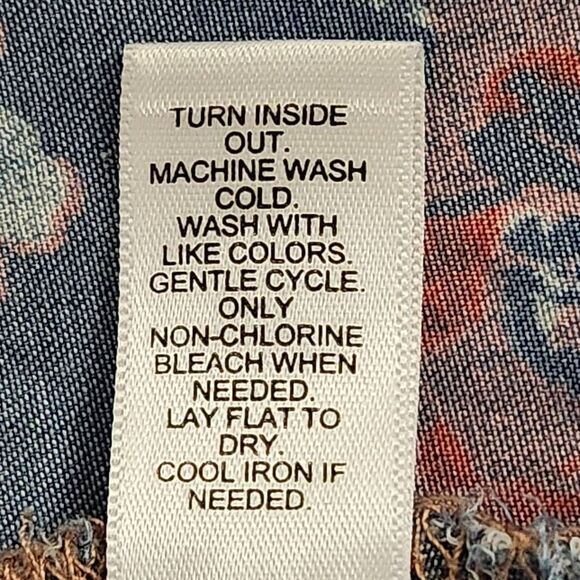 TURN INSIDE
OUT.
MACHINE WASH
COLD.
WASH WITH
LIKE COLORS.
GENTLE CYCLE.
ONLY
NON-CHLORINE
BLEACH WHEN
NEEDED.
LAY FLAT TO
DRY.
COOL IRON IF
NEEDED.